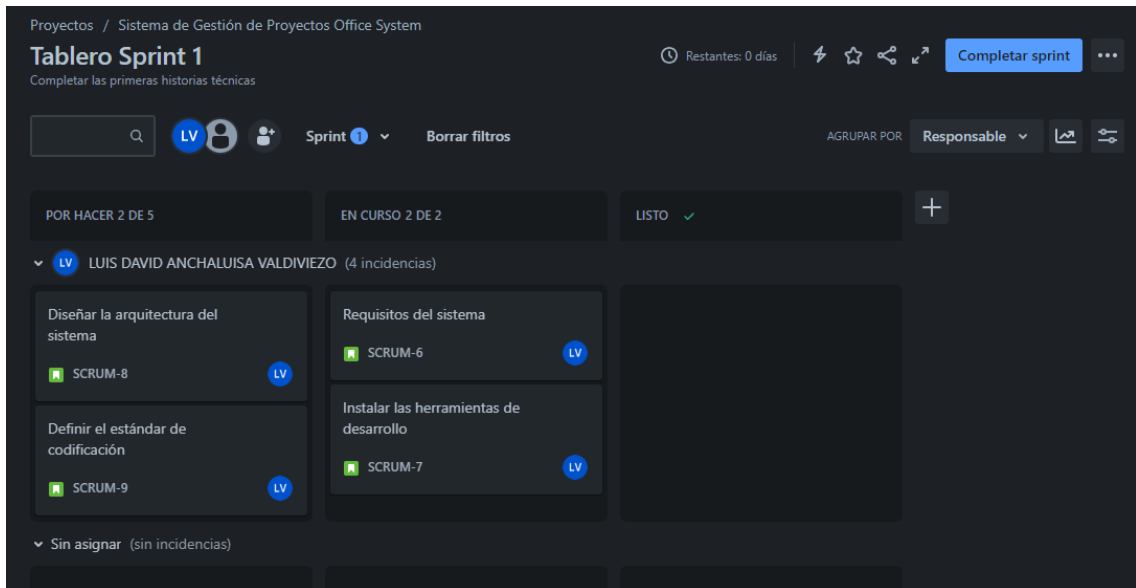 Proyectos / Sistema de Gestión de Proyectos Office System
Tablero Sprint 1
Completar las primeras historias técnicas
Restantes: 0 días
Completar sprint
LV
Sprint 1
Borrar filtros
AGRUPAR POR
Responsable
POR HACER 2 DE 5
EN CURSO 2 DE 2
LISTO
LV LUIS DAVID ANCHALUISA VALDIVIEZO (4 incidencias)
Diseñar la arquitectura del
sistema
SCRUM-8
LV
Definir el estándar de
codificación
SCRUM-9
LV
Requisitos del sistema
SCRUM-6
LV
Instalar las herramientas de
desarrollo
SCRUM-7
LV
Sin asignar (sin incidencias)